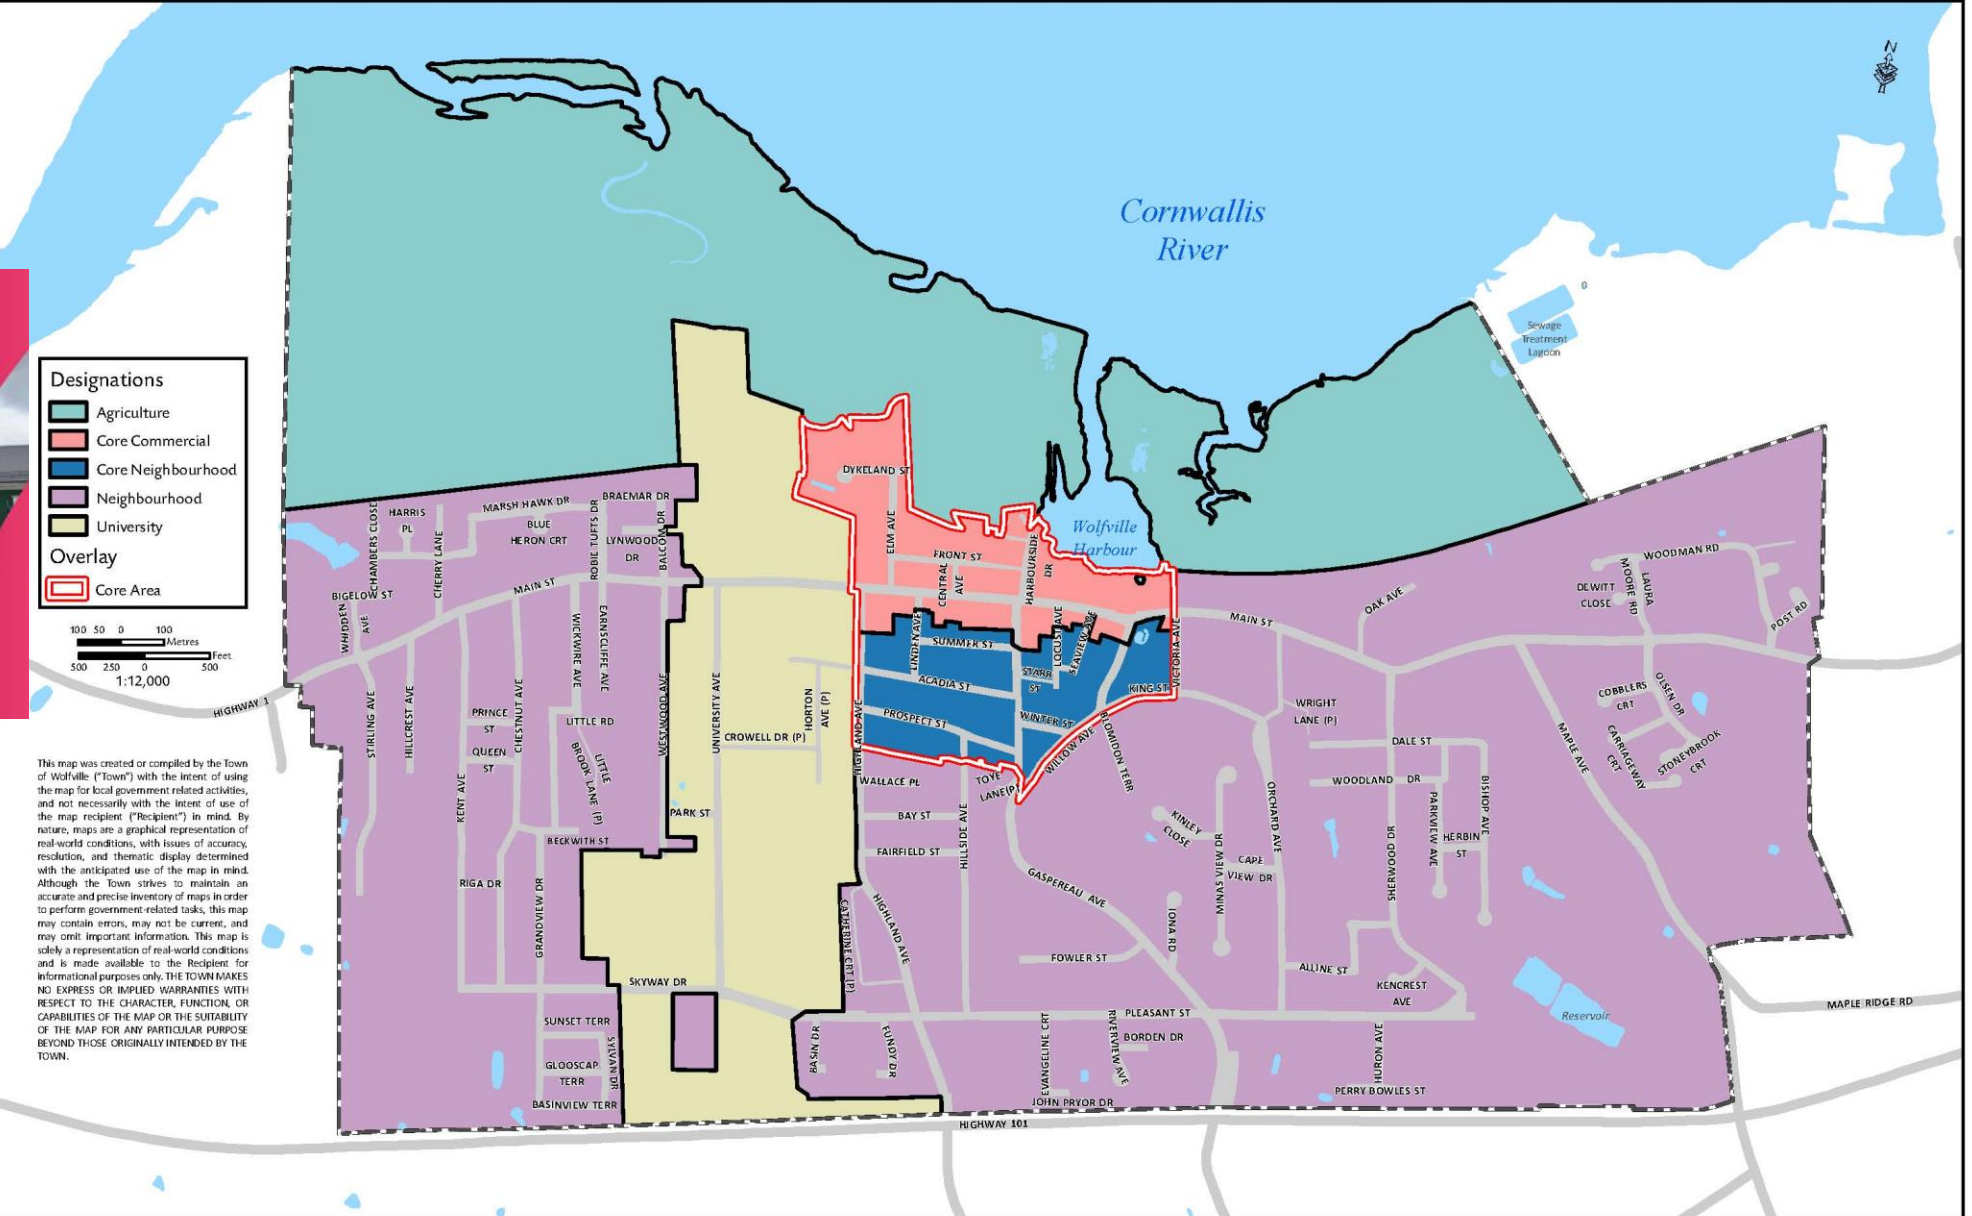 N
Cornwallis
River
Sewage
Treatment
Lagoon
Designations
Agriculture
Core Commercial
Core Neighbourhood
Neighbourhood
University
Overlay
Core Area
100 50 0 100
Metres
Feet
500 250 0 500
1:12,000
This map was created or compiled by the Town
of Wolfville ("Town") with the intent of using
the map for local government related activities,
and not necessarily with the intent of use of
the map recipient ("Recipient") in mind. By
nature, maps are a graphical representation of
real-world conditions, with issues of accuracy,
resolution, and thematic display determined
with the anticipated use of the map in mind.
Although the Town strives to maintain an
accurate and precise inventory of maps in order
to perform government-related tasks, this map
may contain errors, may not be current, and
may omit important information. This map is
solely a representation of real-world conditions
and is made available to the Recipient for
informational purposes only. THE TOWN MAKES
NO EXPRESS OR IMPLIED WARRANTIES WITH
RESPECT TO THE CHARACTER, FUNCTION, OR
CAPABILITIES OF THE MAP OR THE SUITABILITY
OF THE MAP FOR ANY PARTICULAR PURPOSE
BEYOND THOSE ORIGINALLY INTENDED BY THE
TOWN.
DYKELAND ST
ELM AVE
FRONT ST
CENTRAL
AVE
HARBOURSIDE
DR
Wolfville
Harbour
CHAMBERS CLOSE
HARRIS
PL
CHERRY LANE
MARSH HAWK DR
BLUE
HERON CRT
ROBIE TUFTS DR
BRAEMAR DR
LYNWOOD
DR
BALCOM DR
BIGELOW ST
WHIDDEN
AVE
MAIN ST
WICKWIRE AVE
EARNSCLIFFE AVE
HIGHWAY 1
STIRLING AVE
HILLCREST AVE
KENT AVE
PRINCE
ST
QUEEN
ST
CHESTNUT AVE
LITTLE RD
LITTLE
BROOK LANE (P)
WESTWOOD AVE
UNIVERSITY AVE
HORTON
AVE (P)
CROWELL DR (P)
PARK ST
BECKWITH ST
RIGA DR
GRANDVIEW DR
SKYWAY DR
SUNSET TERR
SYLVAN DR
GLOOSCAP
TERR
BASINVIEW TERR
LINDEN AVE
SUMMER ST
LOCUST AVE
SEAVIEW AVE
STARR
ST
ACADIA ST
PROSPECT ST
WINTER ST
KING ST
VICTORIA AVE
HIGHLAND AVE
WILLOW AVE
BLOMIDON TERR
WALLACE PL
TOYE
LANE(P)
BAY ST
FAIRFIELD ST
HILLSIDE AVE
GASPEREAU AVE
CATHERINE CRT (P)
HIGHLAND AVE
FOWLER ST
PLEASANT ST
BASIN DR
FUNDY DR
EVANGELINE CRT
RIVERVIEW AVE
BORDEN DR
JOHN PRYOR DR
HIGHWAY 101
MAIN ST
OAK AVE
DEWITT
CLOSE
MOORE RD
LAURA
WOODMAN RD
POST RD
WRIGHT
LANE (P)
DALE ST
WOODLAND DR
PARKVIEW AVE
BISHOP AVE
HERBIN
ST
ORCHARD AVE
SHERWOOD DR
KINLEY
CLOSE
MINAS VIEW DR
CAPE
VIEW DR
IONA RD
ALLINE ST
KENCREST
AVE
HURON AVE
PERRY BOWLES ST
MAPLE AVE
COBBLERS
CRT
OLSEN DR
CARRIAGEWAY
CRT
STONEYBROOK
CRT
Reservoir
MAPLE RIDGE RD